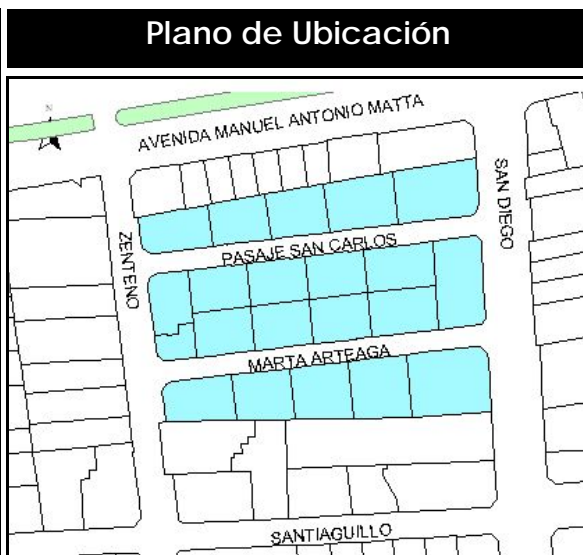 Plano de Ubicación
N
AVENIDA MANUEL ANTONIO MATTA
SAN DIEGO
ZENTENO
PASAJE SAN CARLOS
MARTA ARTEAGA
SANTIAGUILLO